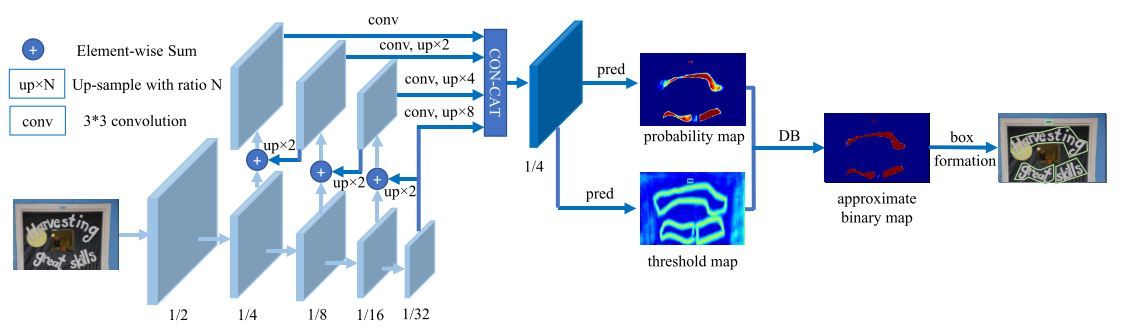 Element-wise Sum
up×N Up-sample with ratio N
conv 3*3 convolution
conv
conv, up×2
conv, up×4
conv, up×8
CON-CAT
up×2
up×2
up×2
1/2
1/4
1/8
1/16
1/32
1/4
pred
pred
probability map
threshold map
DB
approximate
binary map
box
formation
Harvesting
great skills
Harvesting
great skills